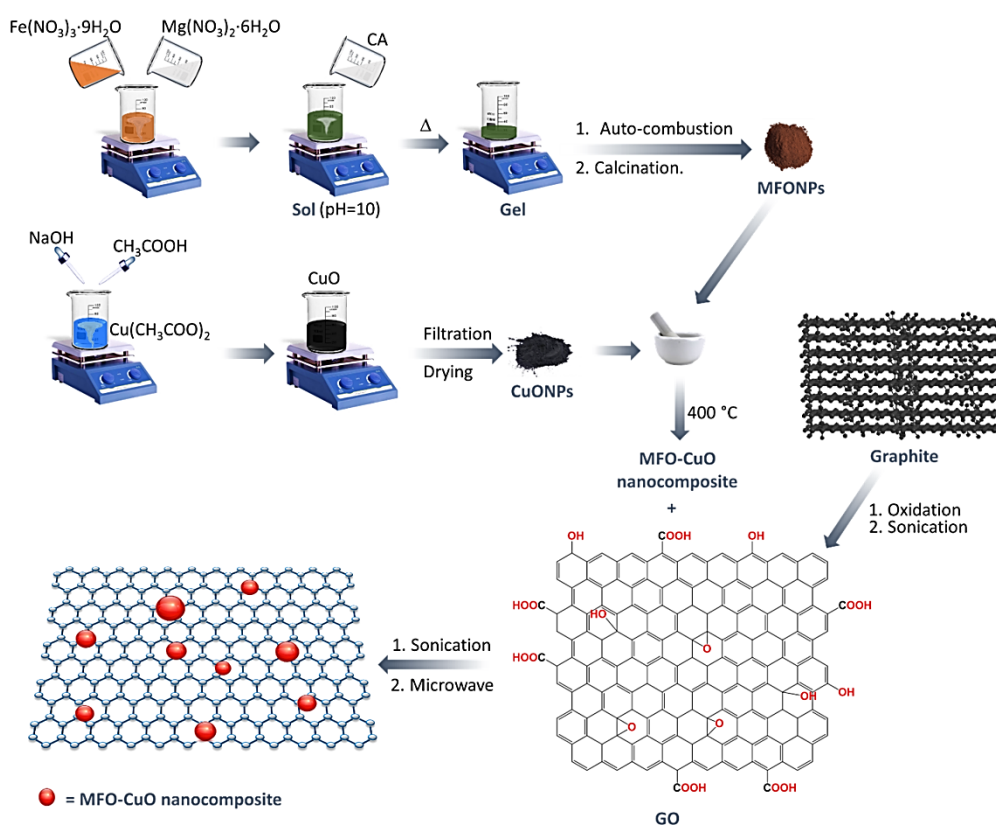 Fe(NO₃)₃·9H₂O
Mg(NO₃)₂·6H₂O
CA
Δ
1. Auto-combustion
2. Calcination.
MFONPs
Sol (pH=10)
Gel
NaOH
CH₃COOH
Cu(CH₃COO)₂
CuO
Filtration
Drying
CuONPs
400 °C
MFO-CuO
nanocomposite
+
Graphite
1. Oxidation
2. Sonication
OH
COOH
OH
HOOC
HO
COOH
O
HOOC
OH
OH
O
O
COOH
COOH
GO
1. Sonication
2. Microwave
= MFO-CuO nanocomposite